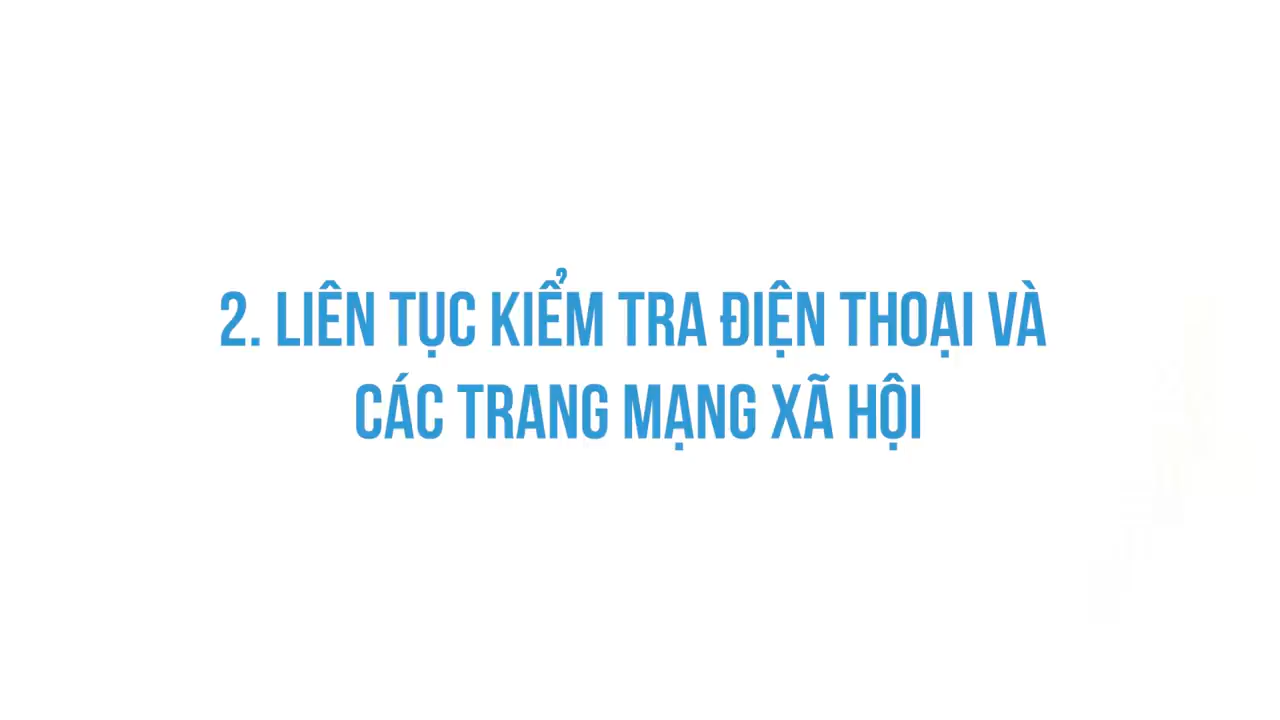 2. LIÊN TỤC KIỂM TRA ĐIỆN THOẠI VÀ
CÁC TRANG MẠNG XÃ HỘI